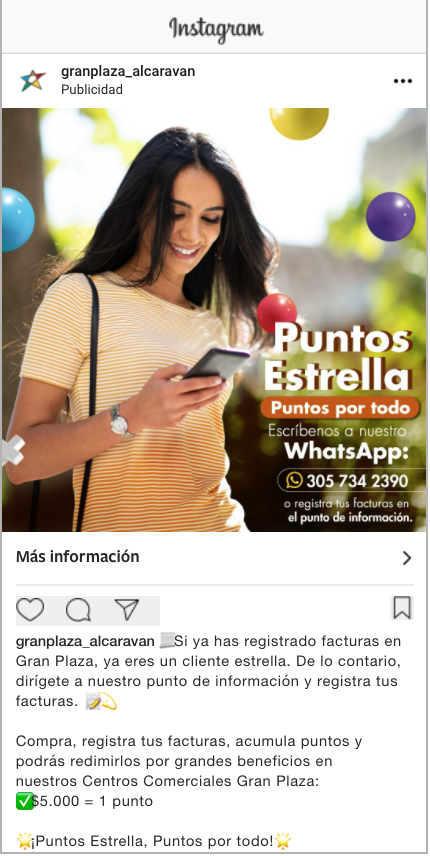 Instagram
granplaza_alcaravan
Publicidad
Puntos
Estrella
Puntos por todo
Escríbenos a nuestro
WhatsApp:
305 734 2390
o registra tus facturas en
el punto de información.
Más información
granplaza_alcaravan Si ya has registrado facturas en
Gran Plaza, ya eres un cliente estrella. De lo contario,
dirígete a nuestro punto de información y registra tus
facturas. 📝💫
Compra, registra tus facturas, acumula puntos y
podrás redimirlos por grandes beneficios en
nuestros Centros Comerciales Gran Plaza:
✅$5.000 = 1 punto
🌟¡Puntos Estrella, Puntos por todo!🌟